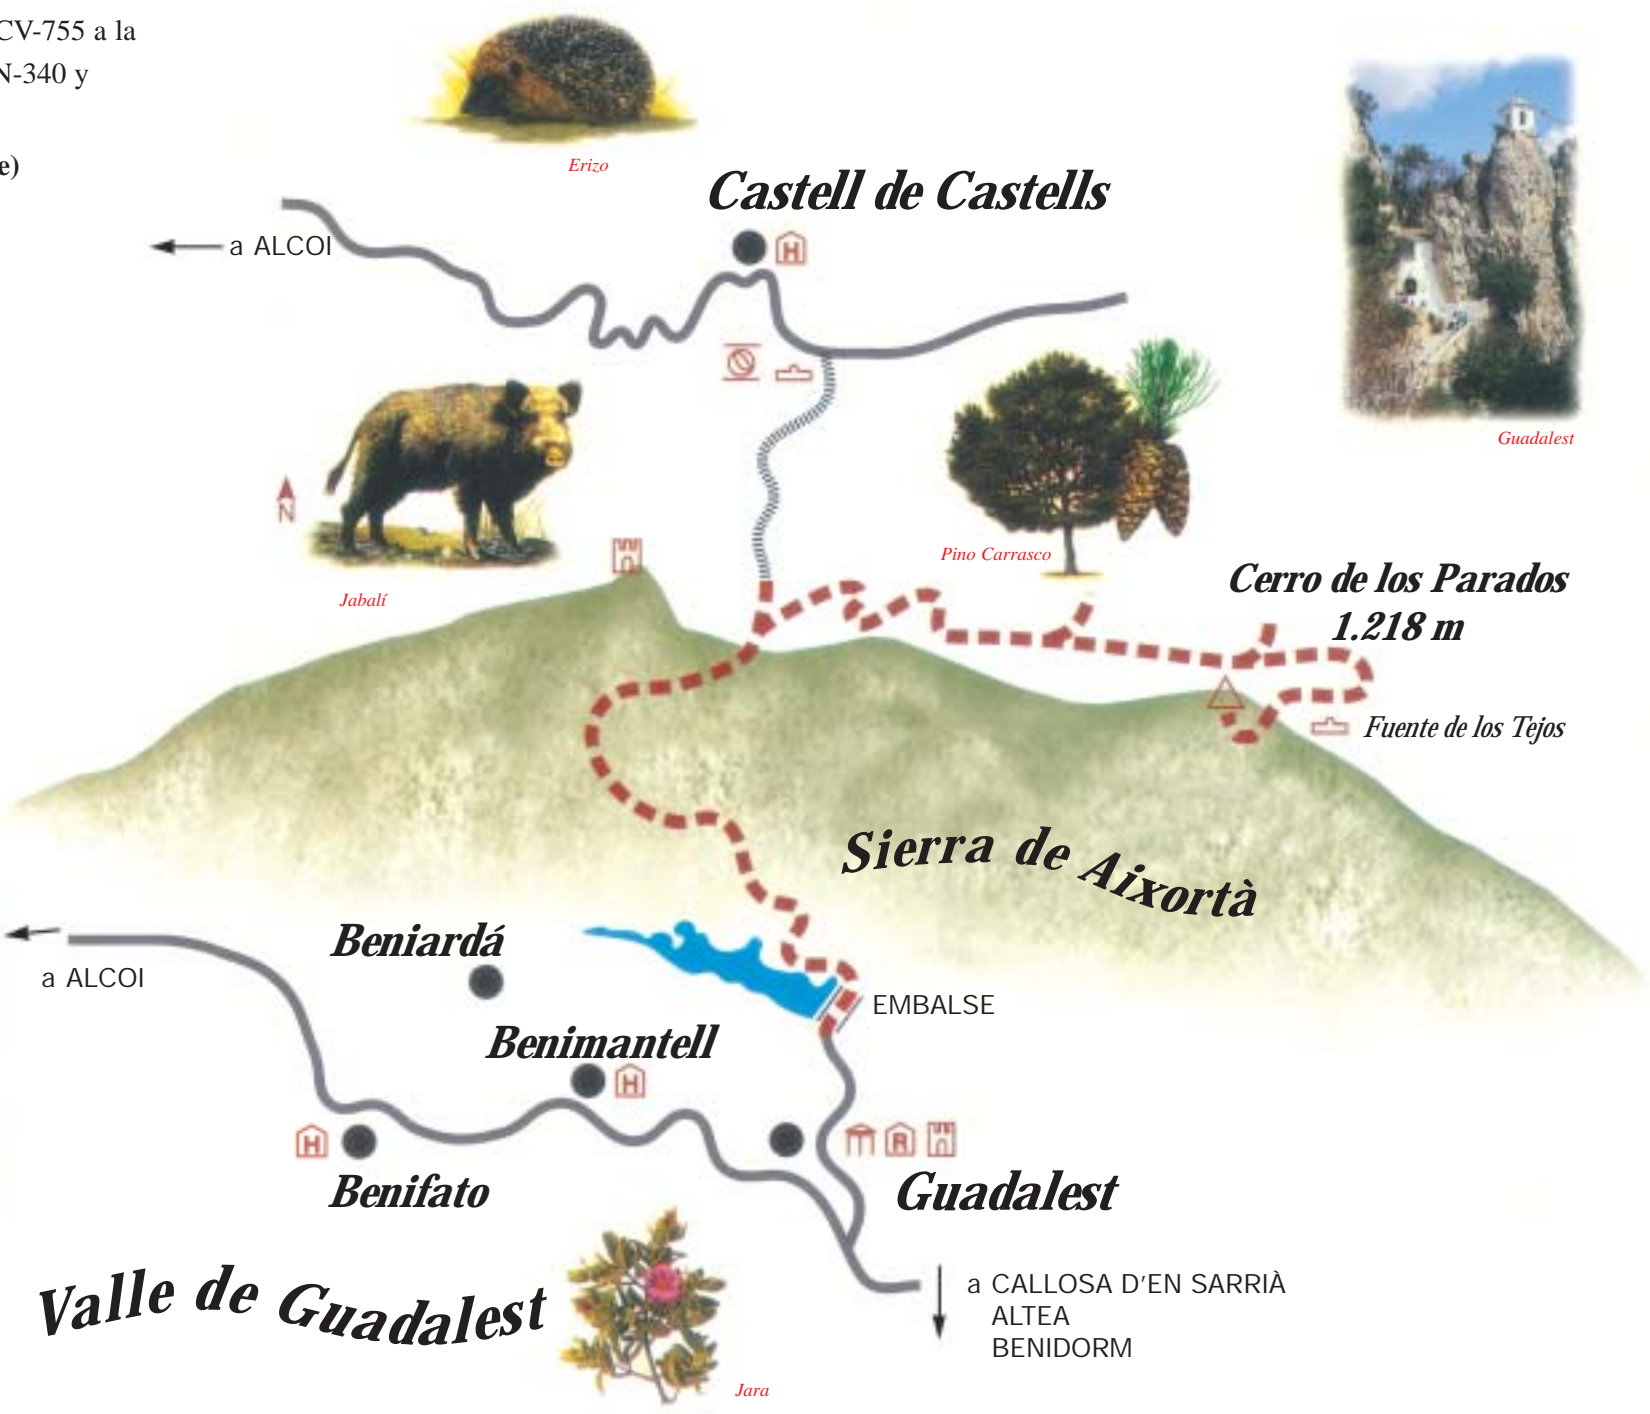 CV-755 a la
N-340 y
e)
Erizo
Castell de Castells
a ALCOI
H
Guadalest
N
Jabalí
Pino Carrasco
Cerro de los Parados
1.218 m
Fuente de los Tejos
Sierra de Aixortà
a ALCOI
Beniardá
EMBALSE
Benimantell
H
H
Benifato
R
Guadalest
Valle de Guadalest
a CALLOSA D'EN SARRIÀ
ALTEA
BENIDORM
Jara